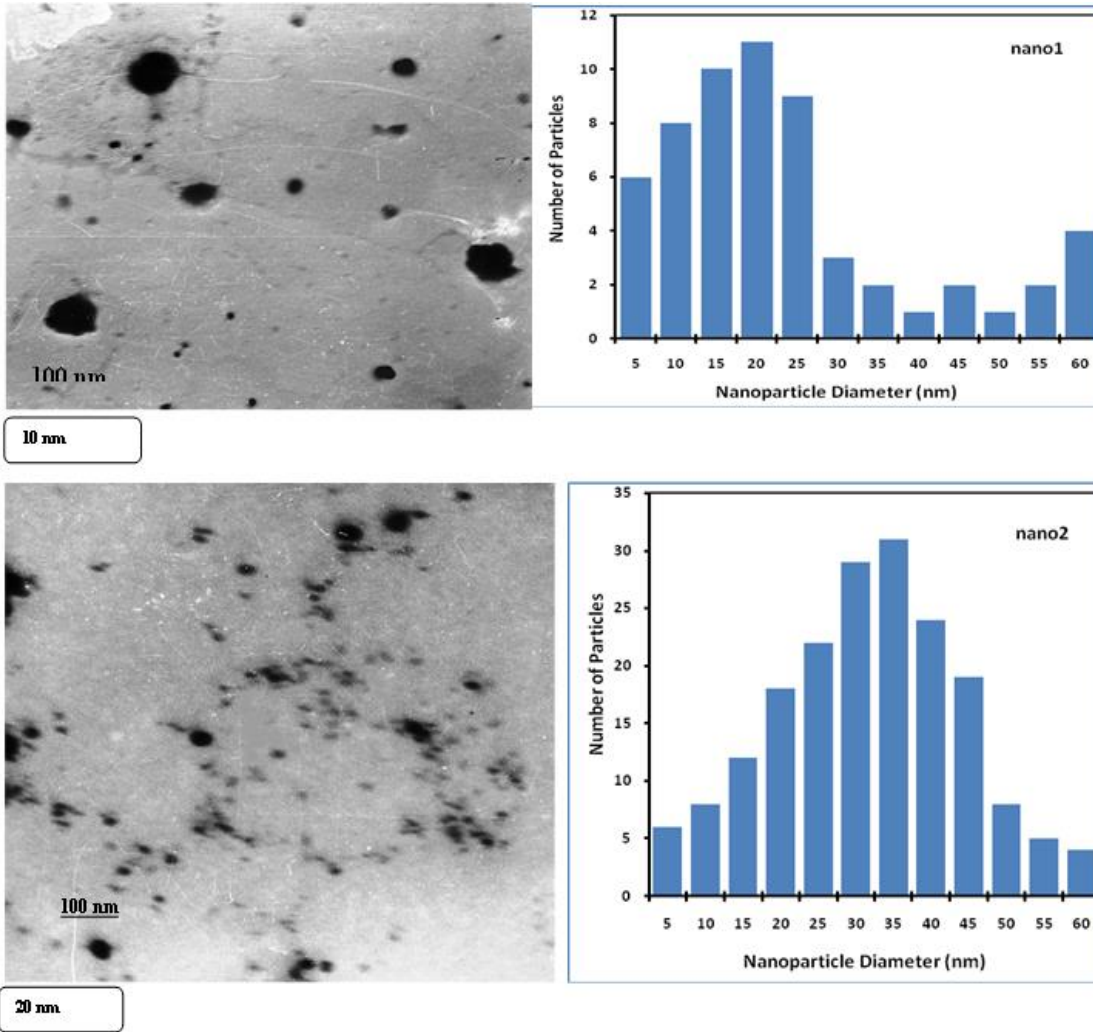 100 nm
10 nm
nano1
Number of Particles
12
10
8
6
4
2
0
5 10 15 20 25 30 35 40 45 50 55 60
Nanoparticle Diameter (nm)
100 nm
20 nm
nano2
Number of Particles
35
30
25
20
15
10
5
0
5 10 15 20 25 30 35 40 45 50 55 60
Nanoparticle Diameter (nm)